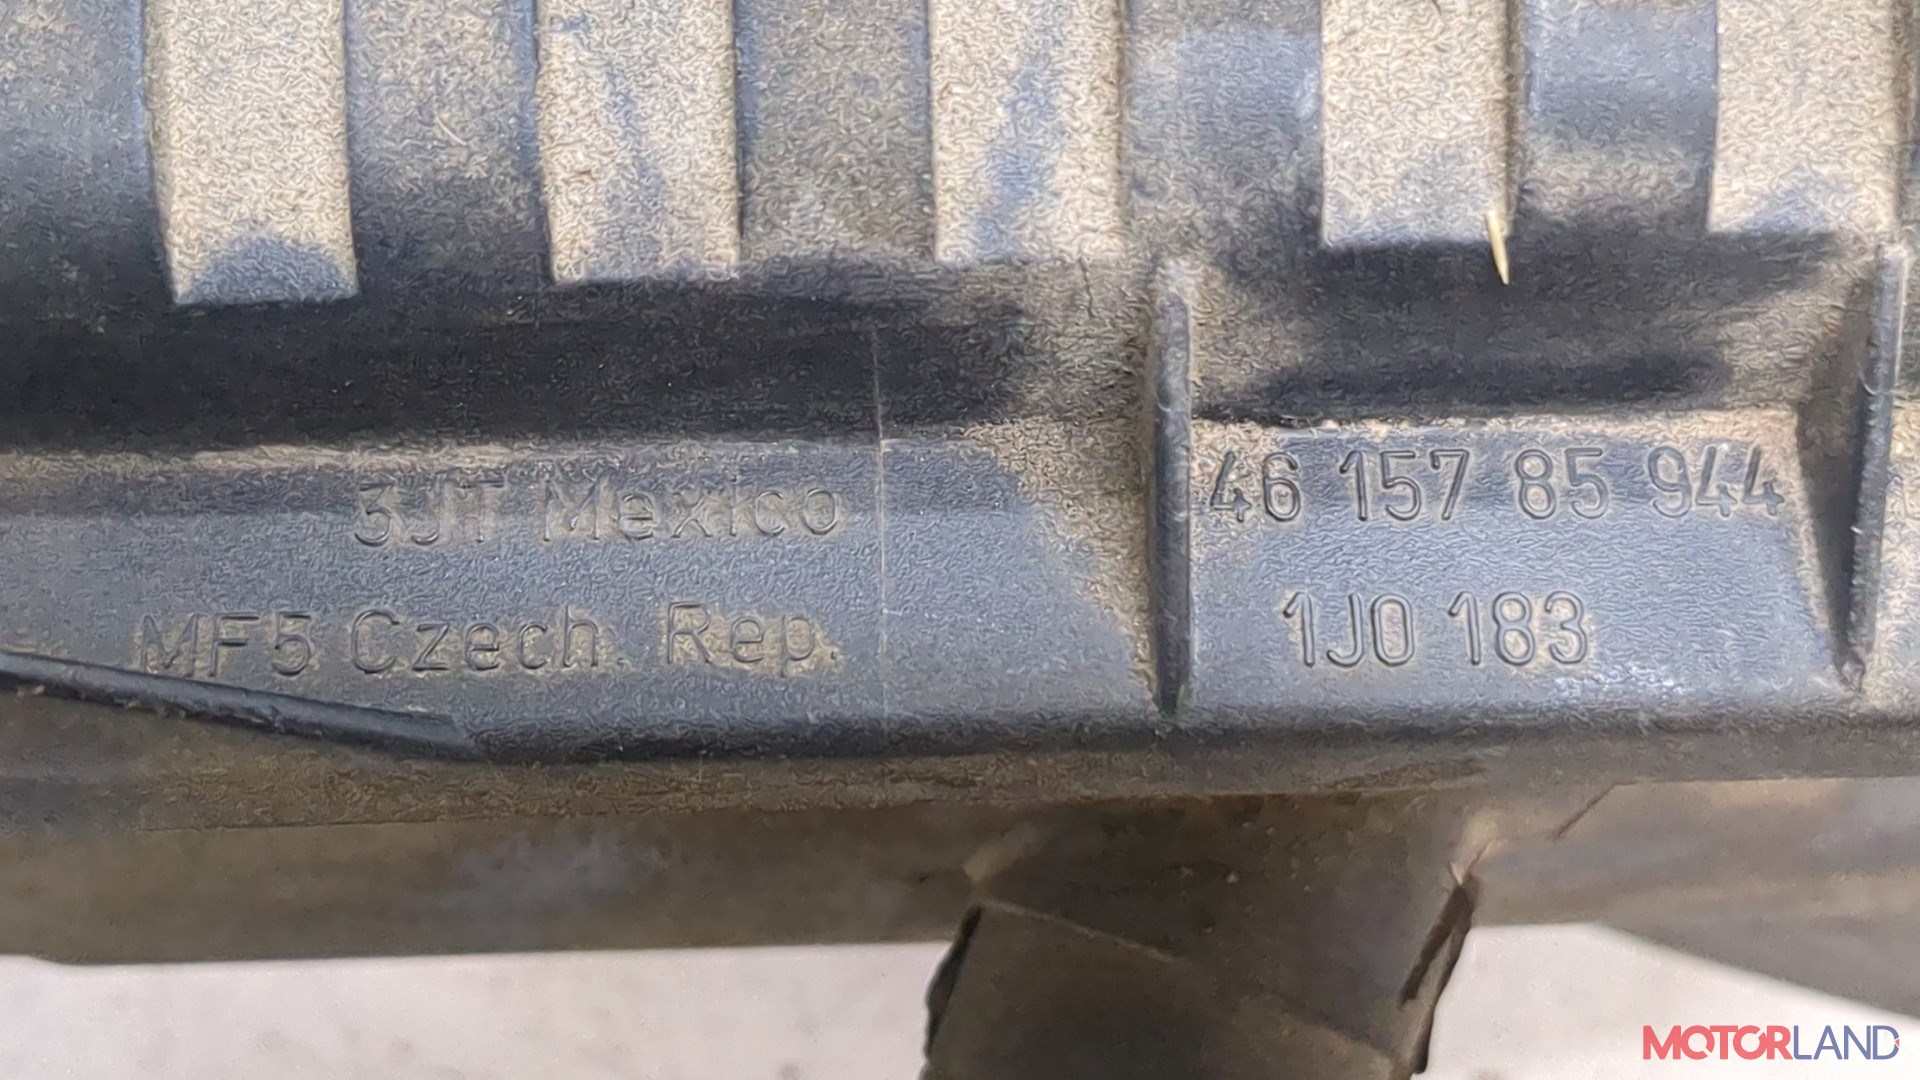 3JT Mexico
MF5 Czech. Rep.
46 157 85 944
1J0 183
MOTORLAND